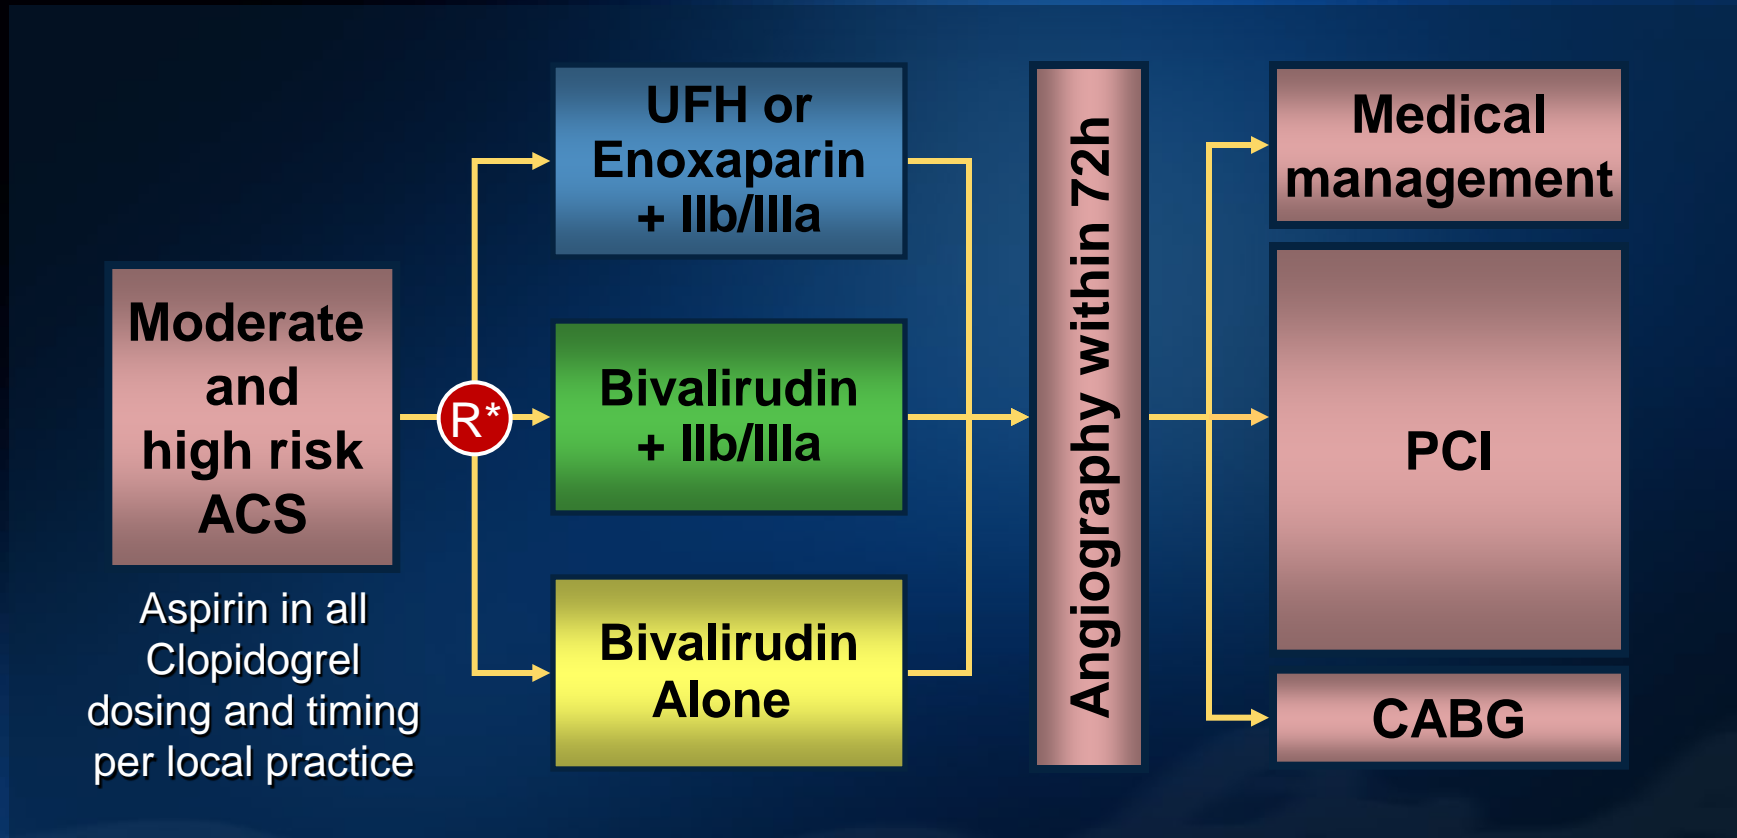 Moderate
and
high risk
ACS
Aspirin in all
Clopidogrel
dosing and timing
per local practice
R*
UFH or
Enoxaparin
+ IIb/IIIa
Bivalirudin
+ IIb/IIIa
Bivalirudin
Alone
Angiography within 72h
Medical
management
PCI
CABG